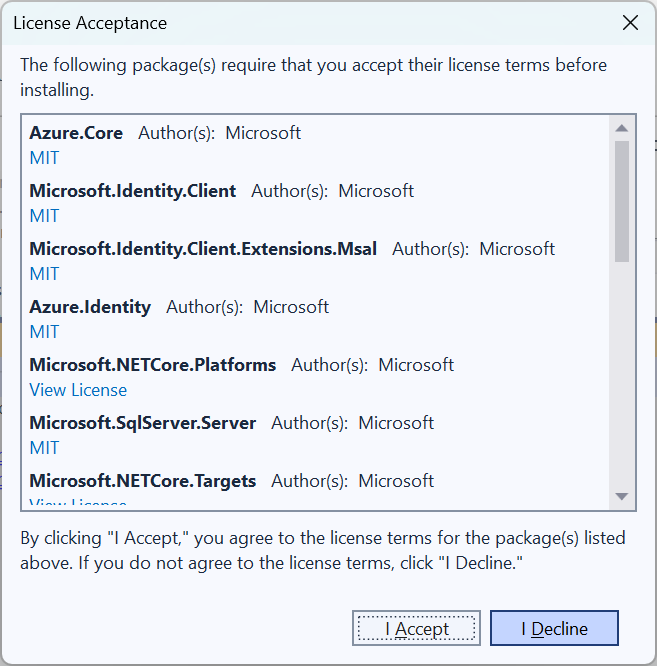 License Acceptance
The following package(s) require that you accept their license terms before
installing.
Azure.Core Author(s): Microsoft
MIT
Microsoft.Identity.Client Author(s): Microsoft
MIT
Microsoft.Identity.Client.Extensions.Msal Author(s): Microsoft
MIT
Azure.Identity Author(s): Microsoft
MIT
Microsoft.NETCore.Platforms Author(s): Microsoft
View License
Microsoft.SqlServer.Server Author(s): Microsoft
MIT
Microsoft.NETCore.Targets Author(s): Microsoft
View License
By clicking "I Accept," you agree to the license terms for the package(s) listed
above. If you do not agree to the license terms, click "I Decline."
I Accept I Decline